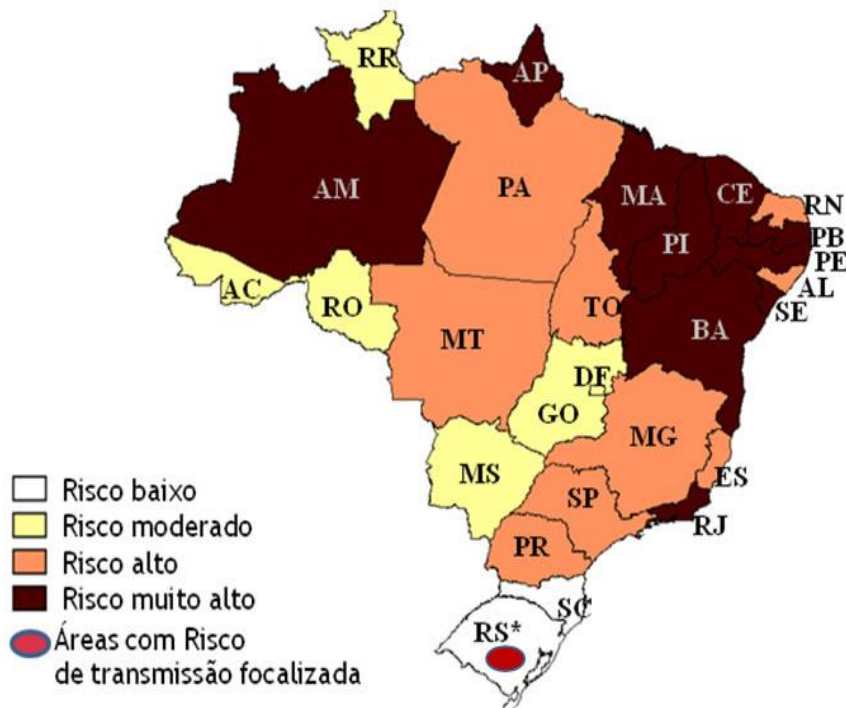 RR
AP
AM
PA
MA
CE
RN
PI
PB
PE
AC
RO
TO
AL
SE
MT
BA
DF
GO
MG
MS
ES
SP
RJ
PR
SC
RS*
Risco baixo
Risco moderado
Risco alto
Risco muito alto
Áreas com Risco
de transmissão focalizada